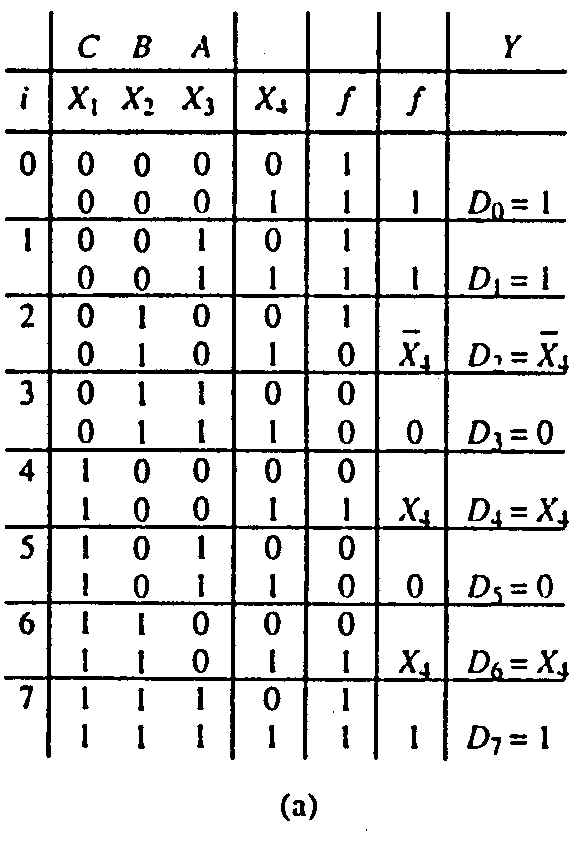 C B A Y
i X₁ X₂ X₃ X₄ f f
0 0 0 0 0 1
0 0 0 1 1 1 D₀ = 1
1 0 0 1 0 1
0 0 1 1 1 1 D₁ = 1
2 0 1 0 0 1
0 1 0 1 0 X̄₄ D₂ = X̄₄
3 0 1 1 0 0
0 1 1 1 0 0 D₃ = 0
4 1 0 0 0 0
1 0 0 1 1 X₄ D₄ = X₄
5 1 0 1 0 0
1 0 1 1 0 0 D₅ = 0
6 1 1 0 0 0
1 1 0 1 1 X₄ D₆ = X₄
7 1 1 1 0 1
1 1 1 1 1 1 D₇ = 1
(a)